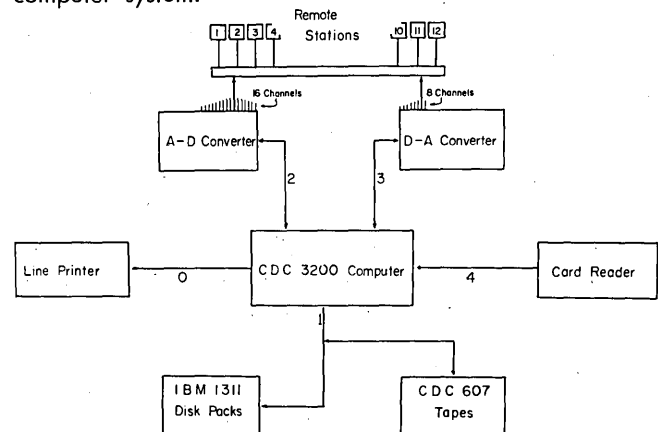 computer system.
Remote
Stations
1 2 3 4 10 11 12
16 Channels
8 Channels
A-D Converter
D-A Converter
2
3
Line Printer
0
CDC 3200 Computer
4
Card Reader
1
IBM 1311
Disk Packs
CDC 607
Tapes